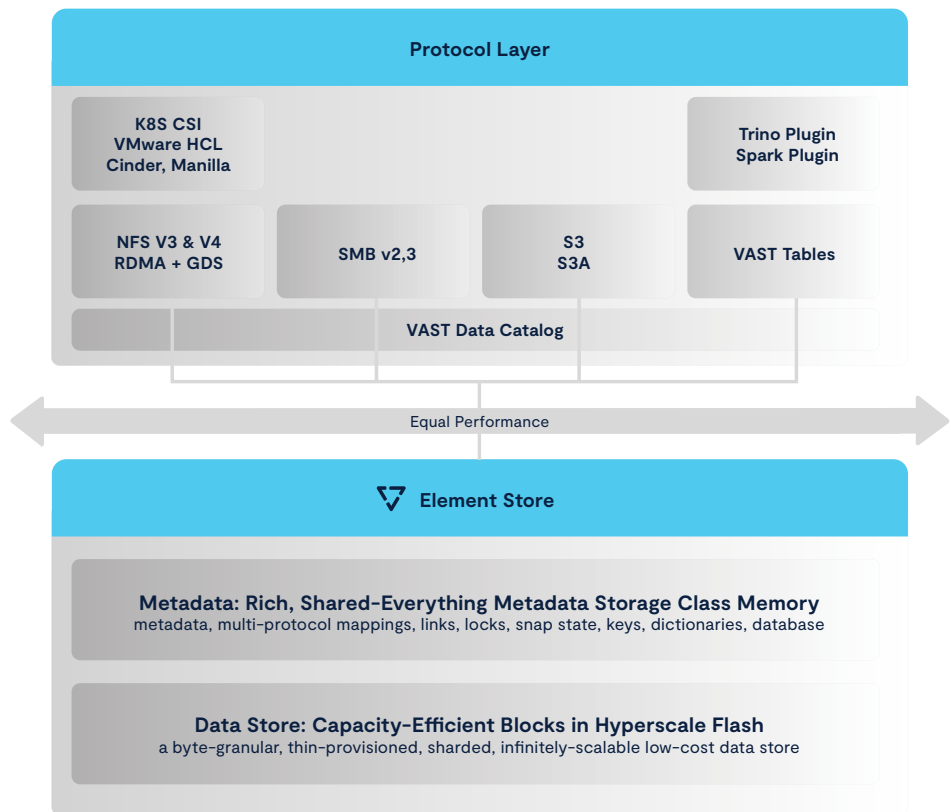 Protocol Layer
K8S CSI
VMware HCL
Cinder, Manilla
Trino Plugin
Spark Plugin
NFS V3 & V4
RDMA + GDS
SMB v2,3
S3
S3A
VAST Tables
VAST Data Catalog
Equal Performance
Element Store
Metadata: Rich, Shared-Everything Metadata Storage Class Memory
metadata, multi-protocol mappings, links, locks, snap state, keys, dictionaries, database
Data Store: Capacity-Efficient Blocks in Hyperscale Flash
a byte-granular, thin-provisioned, sharded, infinitely-scalable low-cost data store